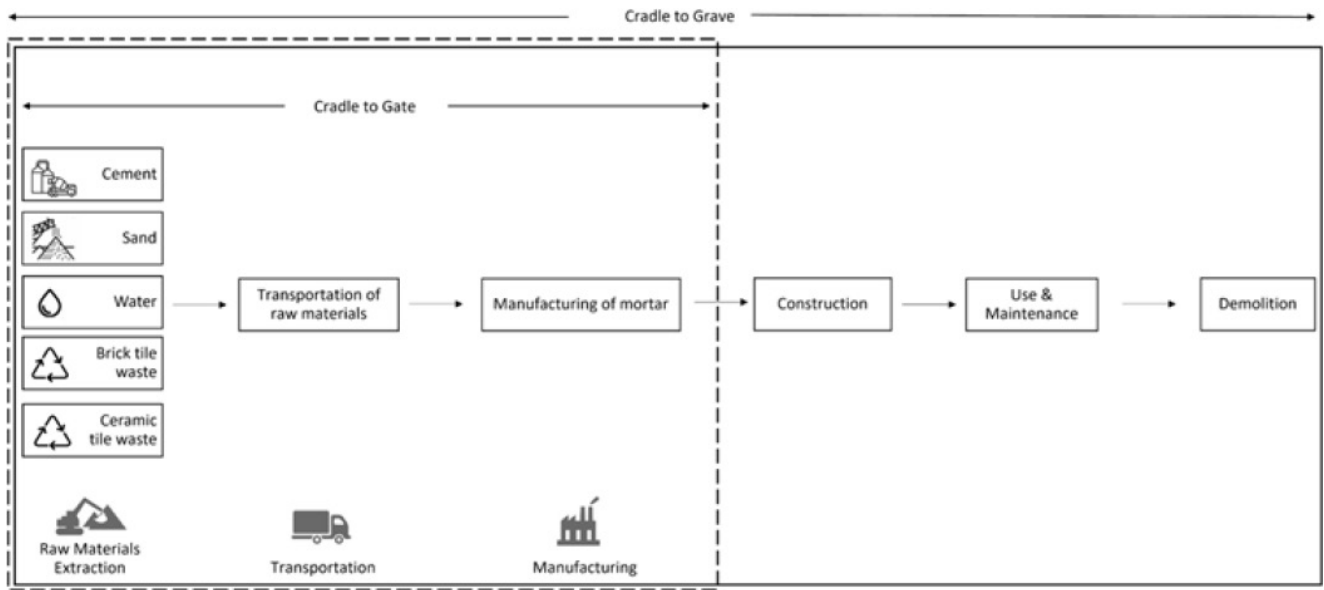 Cradle to Grave
Cradle to Gate
Cement
Sand
Water
Brick tile
waste
Ceramic
tile waste
Transportation of
raw materials
Manufacturing of mortar
Construction
Use &
Maintenance
Demolition
Raw Materials
Extraction
Transportation
Manufacturing